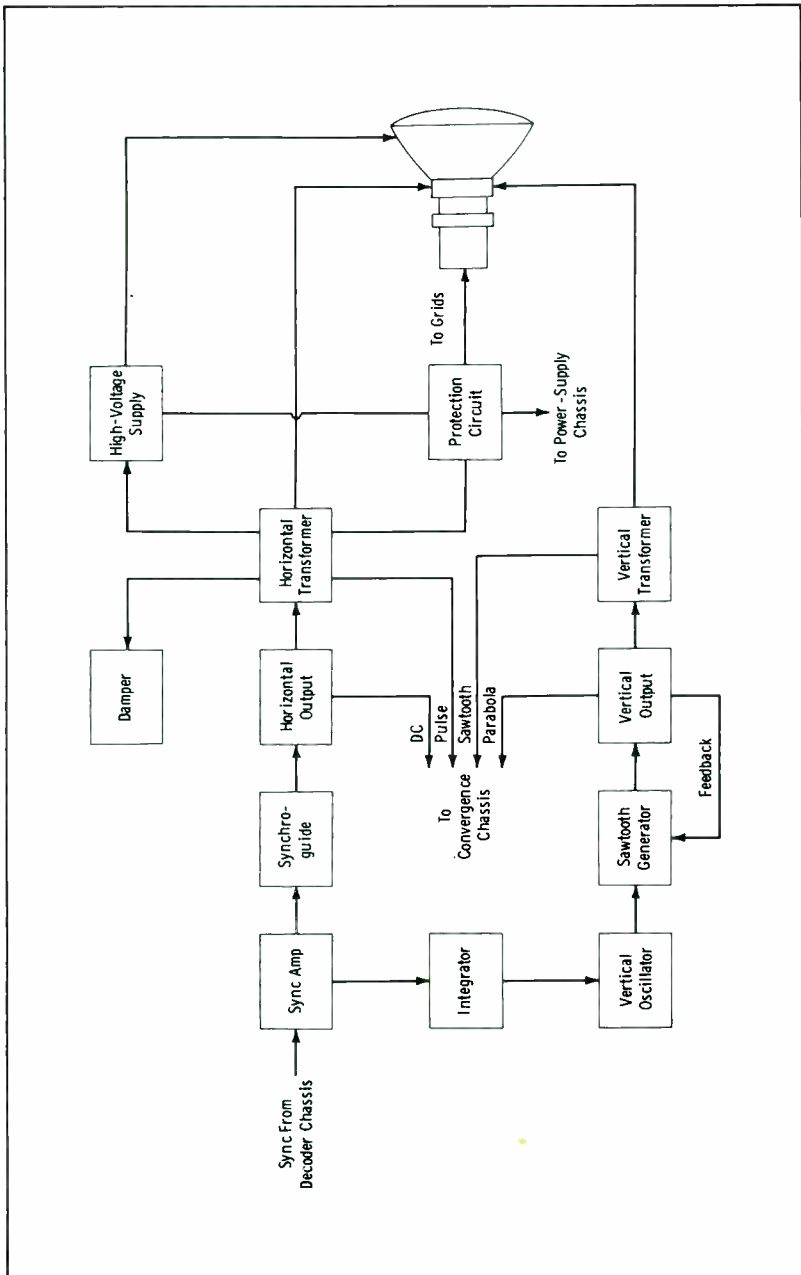 Sync From
Decoder Chassis
Sync Amp
Synchro-
guide
Horizontal
Output
Horizontal
Transformer
Damper
High-Voltage
Supply
Protection
Circuit
To Grids
To Power-Supply
Chassis
DC
Pulse
Sawtooth
Parabola
To
Convergence
Chassis
Integrator
Vertical
Oscillator
Sawtooth
Generator
Vertical
Output
Vertical
Transformer
Feedback